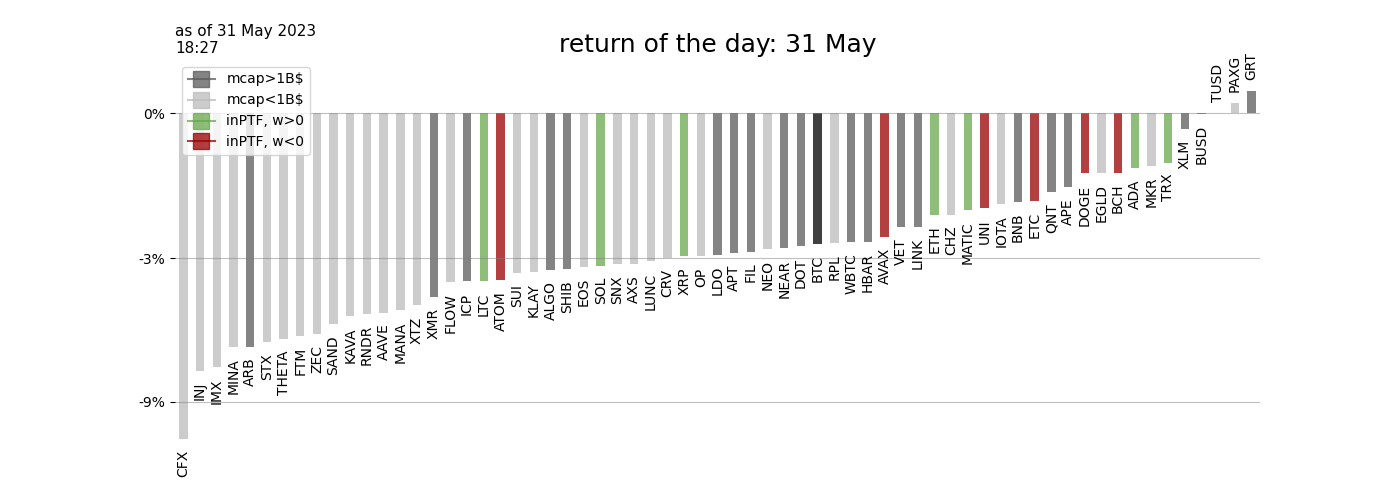 as of 31 May 2023
18:27
return of the day: 31 May
mcap>1B$
mcap<1B$
inPTF, w>0
inPTF, w<0
0%
-3%
-9%
CFX
INJ
IMX
MINA
ARB
STX
THETA
FTM
ZEC
SAND
KAVA
RNDR
AAVE
MANA
XTZ
XMR
FLOW
ICP
LTC
ATOM
SUI
KLAY
ALGO
SHIB
EOS
SOL
SNX
AXS
LUNC
CRV
XRP
OP
LDO
APT
FIL
NEO
NEAR
DOT
BTC
RPL
WBTC
HBAR
AVAX
VET
LINK
ETH
CHZ
MATIC
UNI
IOTA
BNB
ETC
QNT
APE
DOGE
EGLD
BCH
ADA
MKR
TRX
XLM
BUSD
TUSD
PAXG
GRT